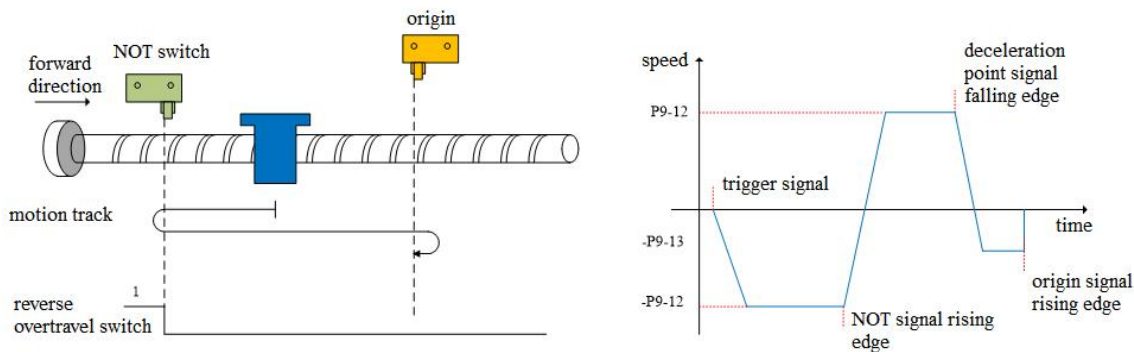 origin
NOT switch
forward
direction
motion track
1
reverse
overtravel switch
speed
deceleration
point signal
falling edge
P9-12
trigger signal
time
-P9-13
origin signal
rising edge
-P9-12
NOT signal rising
edge